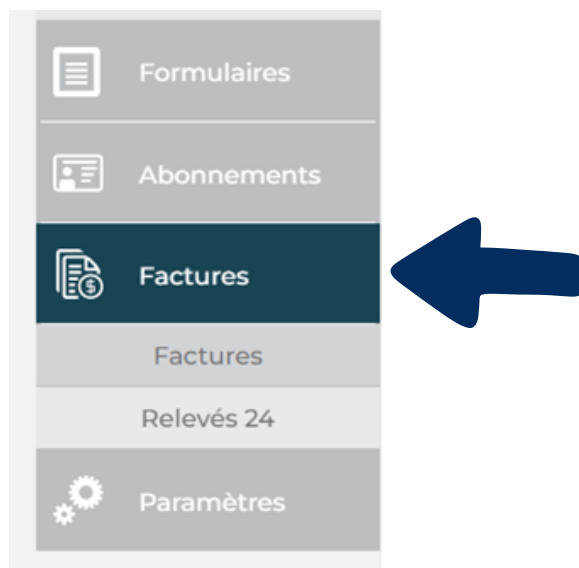 Formulaires
Abonnements
Factures
Factures
Relevés 24
Paramètres